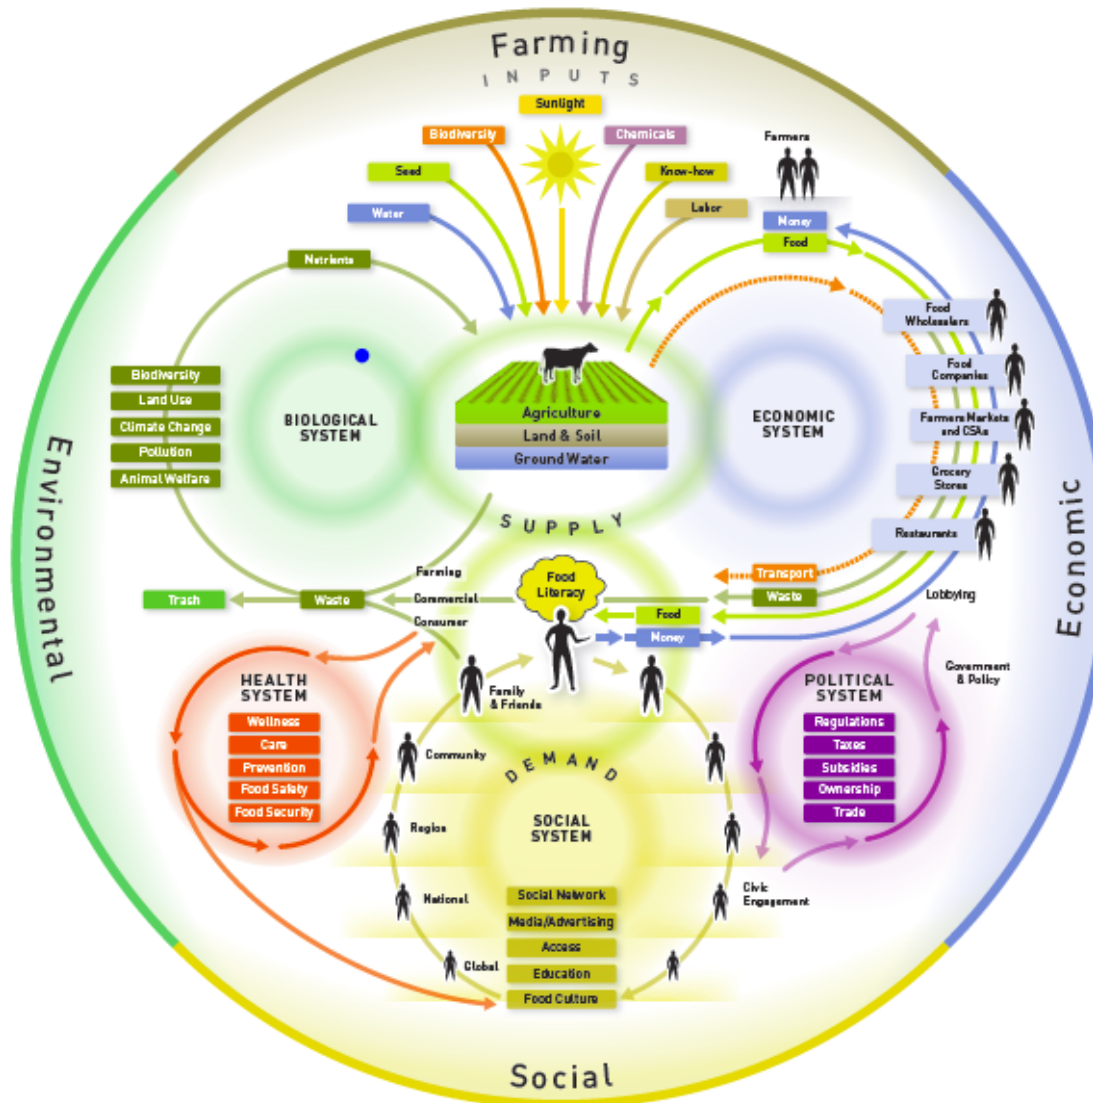 Farming
INPUTS
Sunlight
Biodiversity
Chemicals
Farmers
Seed
Know-how
Water
Labor
Money
Food
Nutrients
Food
Wholesalers
Food
Companies
Biodiversity
Land Use
Climate Change
Pollution
Animal Welfare
BIOLOGICAL
SYSTEM
Agriculture
Land & Soil
Ground Water
ECONOMIC
SYSTEM
Farmers Markets
and CSAs
Grocery
Stores
Restaurants
Environmental
Economic
SUPPLY
Farming
Commercial
Consumer
Food
Literacy
Transport
Waste
Trash
Waste
Food
Money
Lobbying
Government
& Policy
HEALTH
SYSTEM
Wellness
Care
Prevention
Food Safety
Food Security
Family
& Friends
Community
Region
National
Global
DEMAND
SOCIAL
SYSTEM
Social Network
Media/Advertising
Access
Education
Food Culture
POLITICAL
SYSTEM
Regulations
Taxes
Subsidies
Ownership
Trade
Civic
Engagement
Social